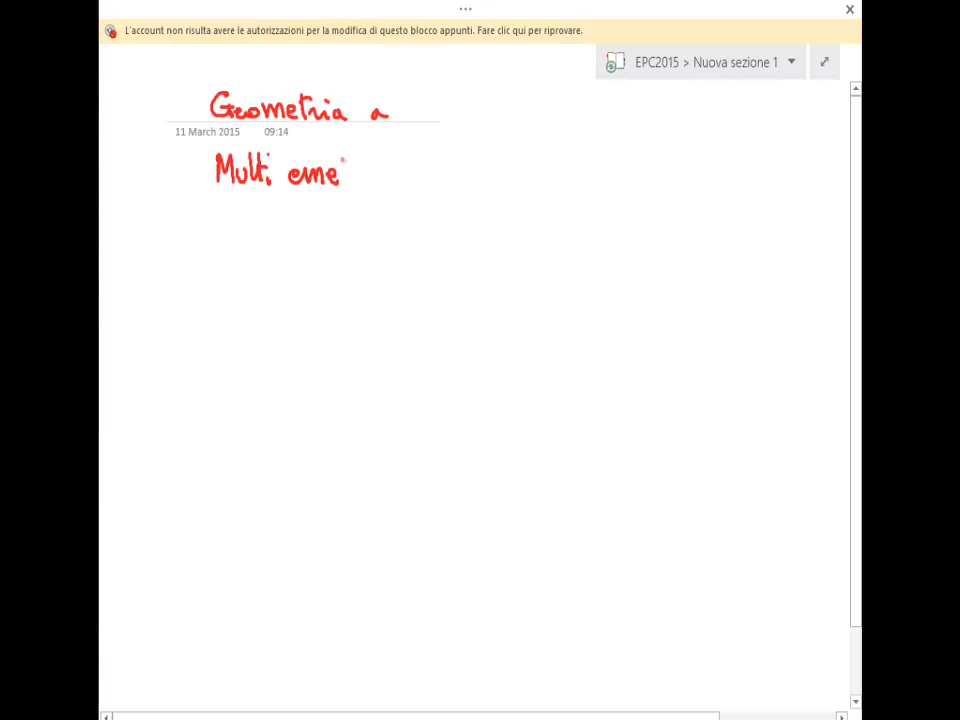 ...
L'account non risulta avere le autorizzazioni per la modifica di questo blocco appunti. Fare clic qui per riprovare.
EPC2015 > Nuova sezione 1
Geometria a
11 March 2015 09:14
Multi eme